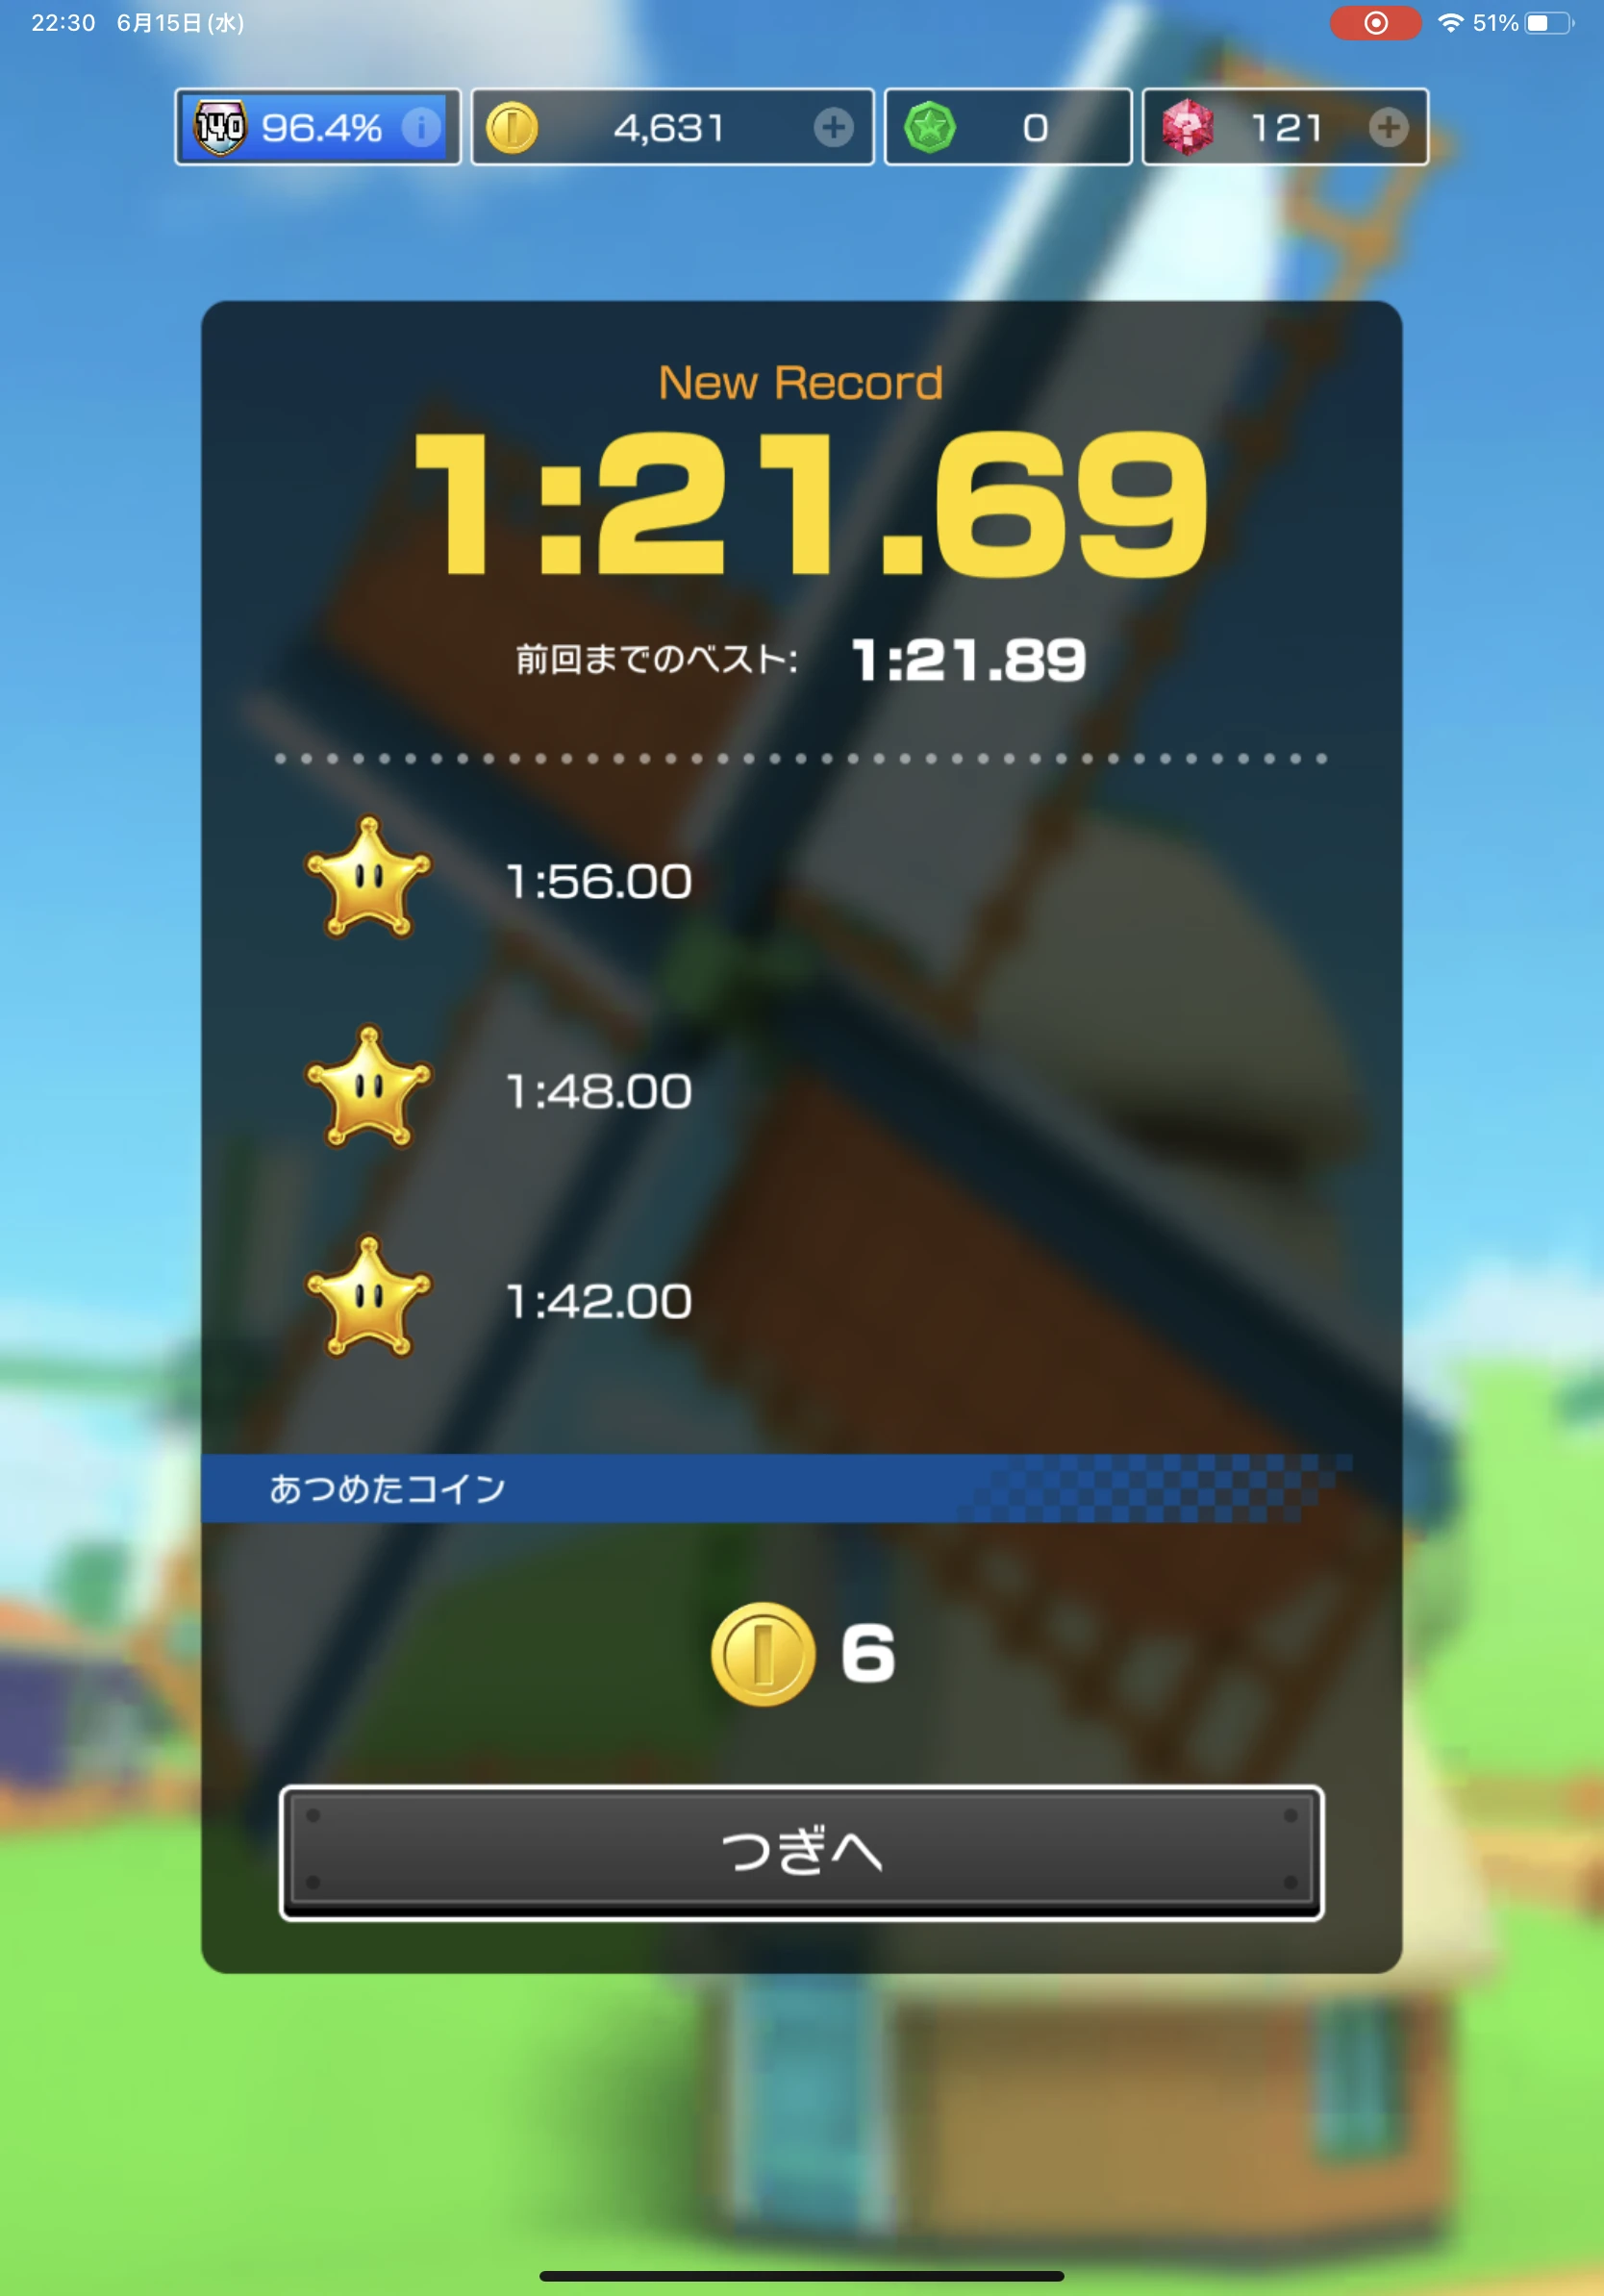 22:30 6月15日(水) 51%
140 96.4% i 4,631 + 0 ? 121 +
New Record
1:21.69
前回までのベスト: 1:21.89
1:56.00
1:48.00
1:42.00
あつめたコイン
6
つぎへ